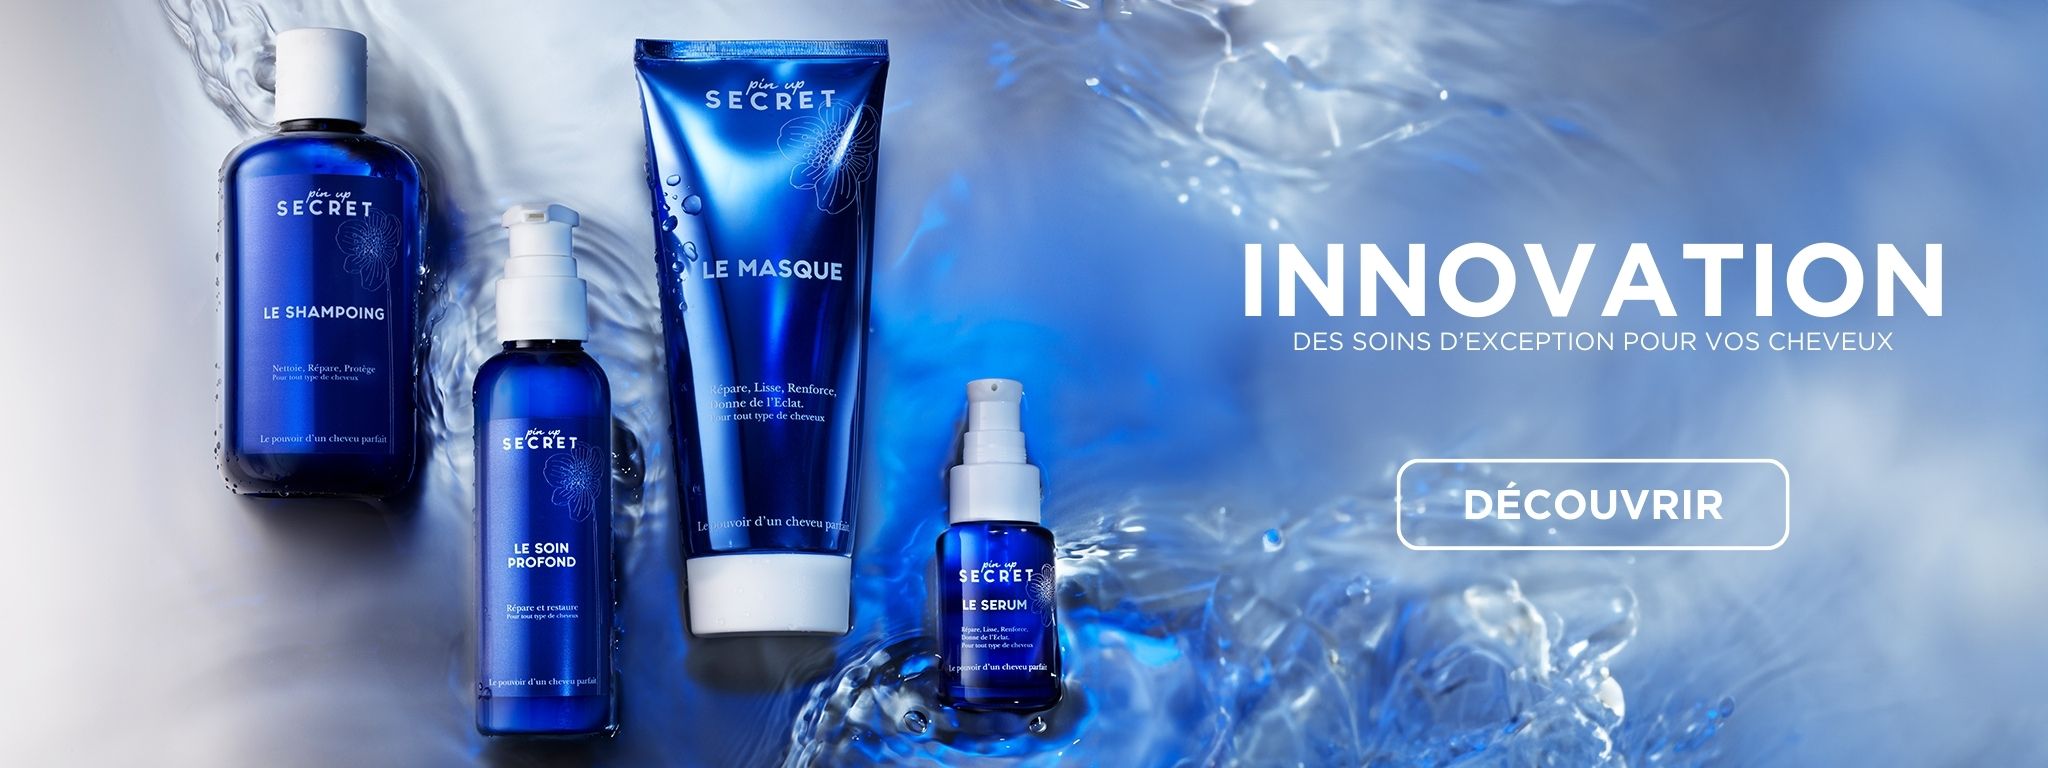 pin up
SECRET
LE SHAMPOING
Nettoie, Répare, Protège
Pour tout type de cheveux
Le pouvoir d'un cheveu parfait
pin up
SECRET
LE SOIN
PROFOND
Répare et restaure
Pour tout type de cheveux
Le pouvoir d'un cheveu parfait
pin up
SECRET
LE MASQUE
Répare, Lisse, Renforce,
Donne de l'Eclat.
Pour tout type de cheveux
Le pouvoir d'un cheveu parfait
pin up
SECRET
LE SERUM
Répare, Lisse, Renforce,
Donne de l'Eclat.
Pour tout type de cheveux
Le pouvoir d'un cheveu parfait
INNOVATION
DES SOINS D'EXCEPTION POUR VOS CHEVEUX
DÉCOUVRIR